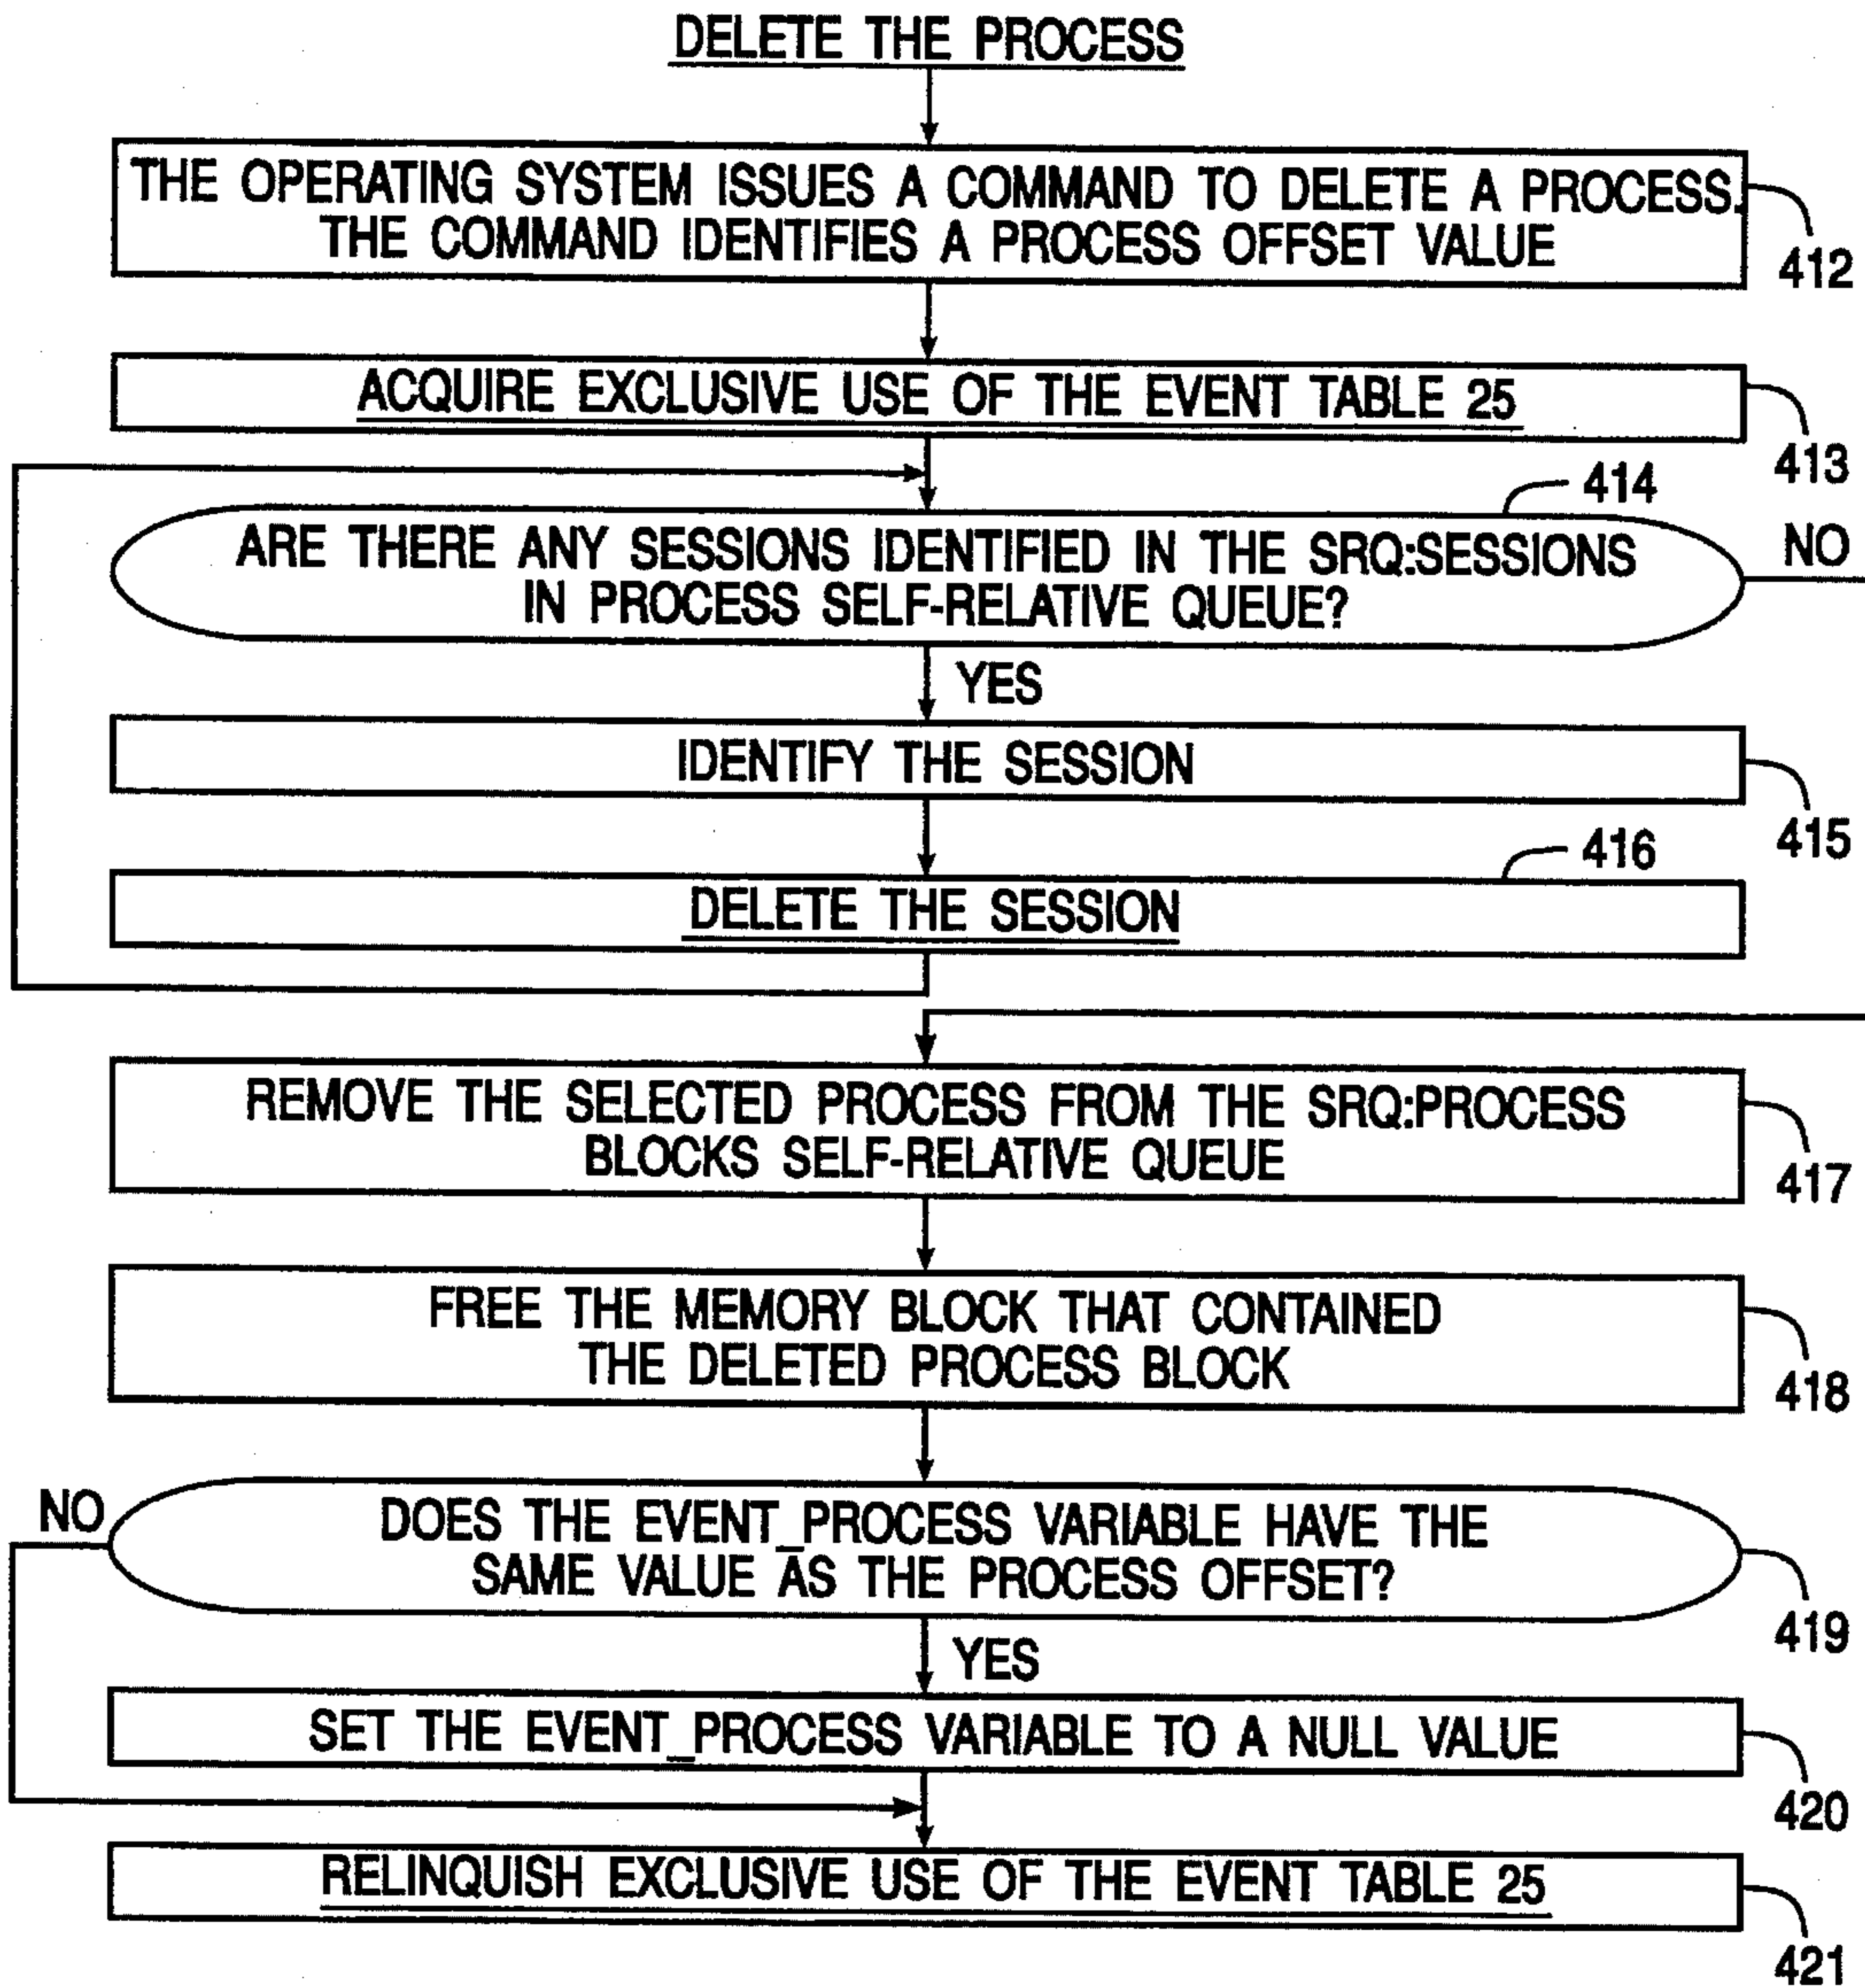 DELETE THE PROCESS
THE OPERATING SYSTEM ISSUES A COMMAND TO DELETE A PROCESS.
THE COMMAND IDENTIFIES A PROCESS OFFSET VALUE
412
ACQUIRE EXCLUSIVE USE OF THE EVENT TABLE 25
413
414
ARE THERE ANY SESSIONS IDENTIFIED IN THE SRQ:SESSIONS
IN PROCESS SELF-RELATIVE QUEUE?
NO
YES
IDENTIFY THE SESSION
415
416
DELETE THE SESSION
REMOVE THE SELECTED PROCESS FROM THE SRQ:PROCESS
BLOCKS SELF-RELATIVE QUEUE
417
FREE THE MEMORY BLOCK THAT CONTAINED
THE DELETED PROCESS BLOCK
418
NO
DOES THE EVENT_PROCESS VARIABLE HAVE THE
SAME VALUE AS THE PROCESS OFFSET?
419
YES
SET THE EVENT_PROCESS VARIABLE TO A NULL VALUE
420
RELINQUISH EXCLUSIVE USE OF THE EVENT TABLE 25
421